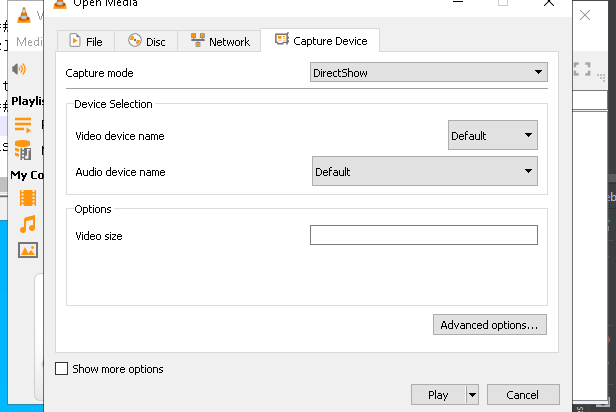 Open Media
Medi
File
Disc
Network
Capture Device
Capture mode
DirectShow
Playlis
Device Selection
Video device name
Default
Audio device name
Default
My Co
Options
Video size
Advanced options...
Show more options
Play
Cancel